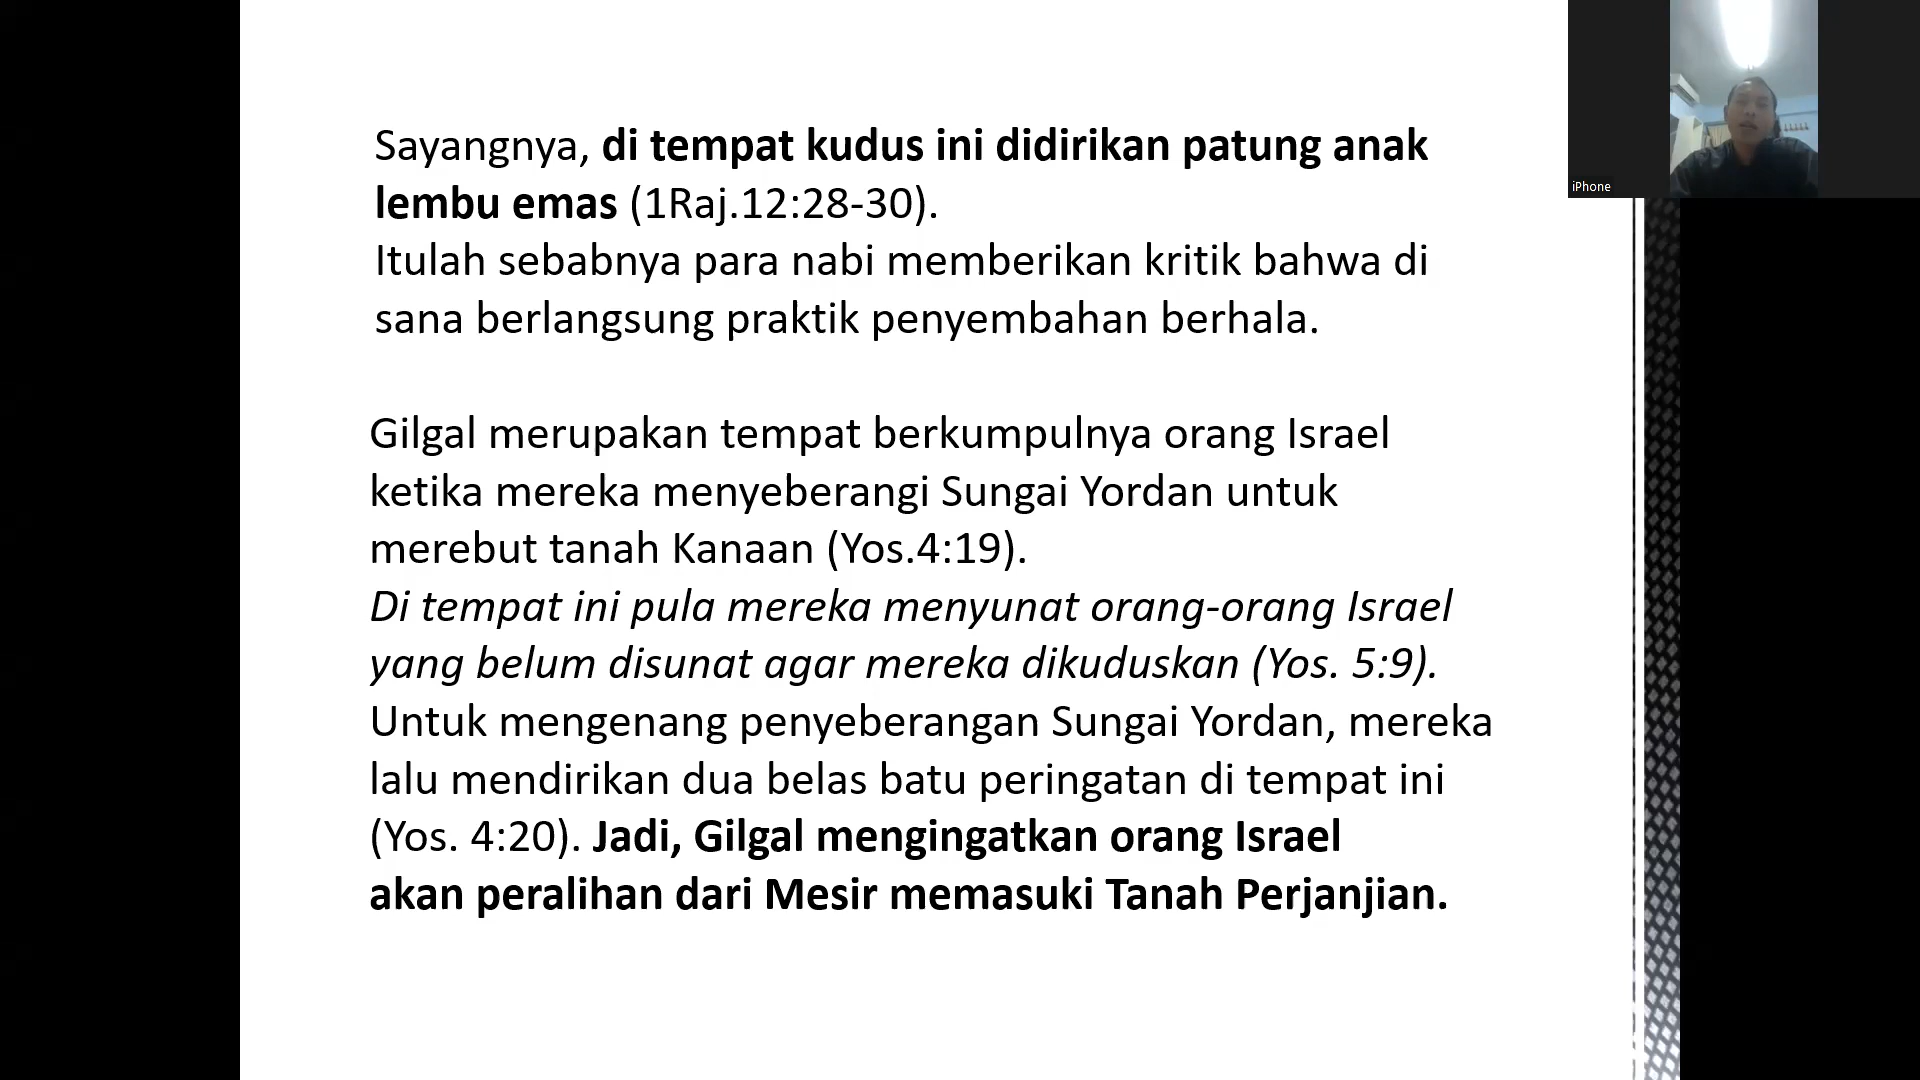 Sayangnya, di tempat kudus ini didirikan patung anak
lembu emas (1Raj.12:28-30).
Itulah sebabnya para nabi memberikan kritik bahwa di
sana berlangsung praktik penyembahan berhala.
Gilgal merupakan tempat berkumpulnya orang Israel
ketika mereka menyeberangi Sungai Yordan untuk
merebut tanah Kanaan (Yos.4:19).
Di tempat ini pula mereka menyunat orang-orang Israel
yang belum disunat agar mereka dikuduskan (Yos. 5:9).
Untuk mengenang penyeberangan Sungai Yordan, mereka
lalu mendirikan dua belas batu peringatan di tempat ini
(Yos. 4:20). Jadi, Gilgal mengingatkan orang Israel
akan peralihan dari Mesir memasuki Tanah Perjanjian.
iPhone